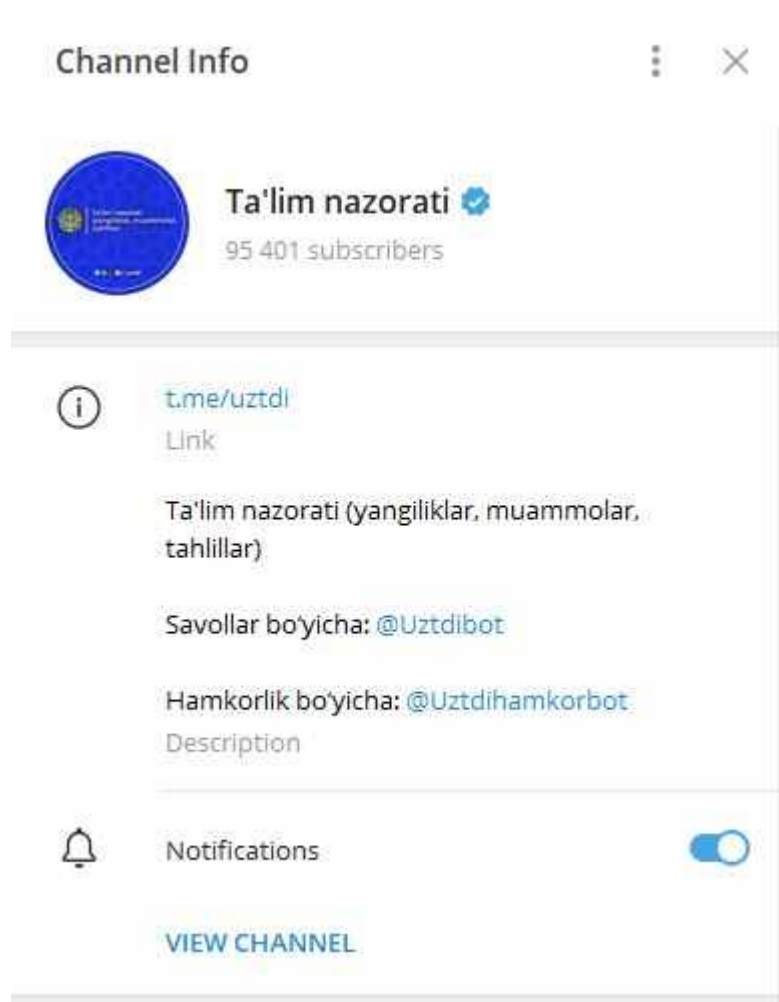 Channel Info
Ta'lim nazorati
95 401 subscribers
t.me/uztdi
Link
Ta'lim nazorati (yangiliklar, muammolar,
tahlillar)
Savollar bo'yicha: @Uztdibot
Hamkorlik bo'yicha: @Uztdihamkorbot
Description
Notifications
VIEW CHANNEL